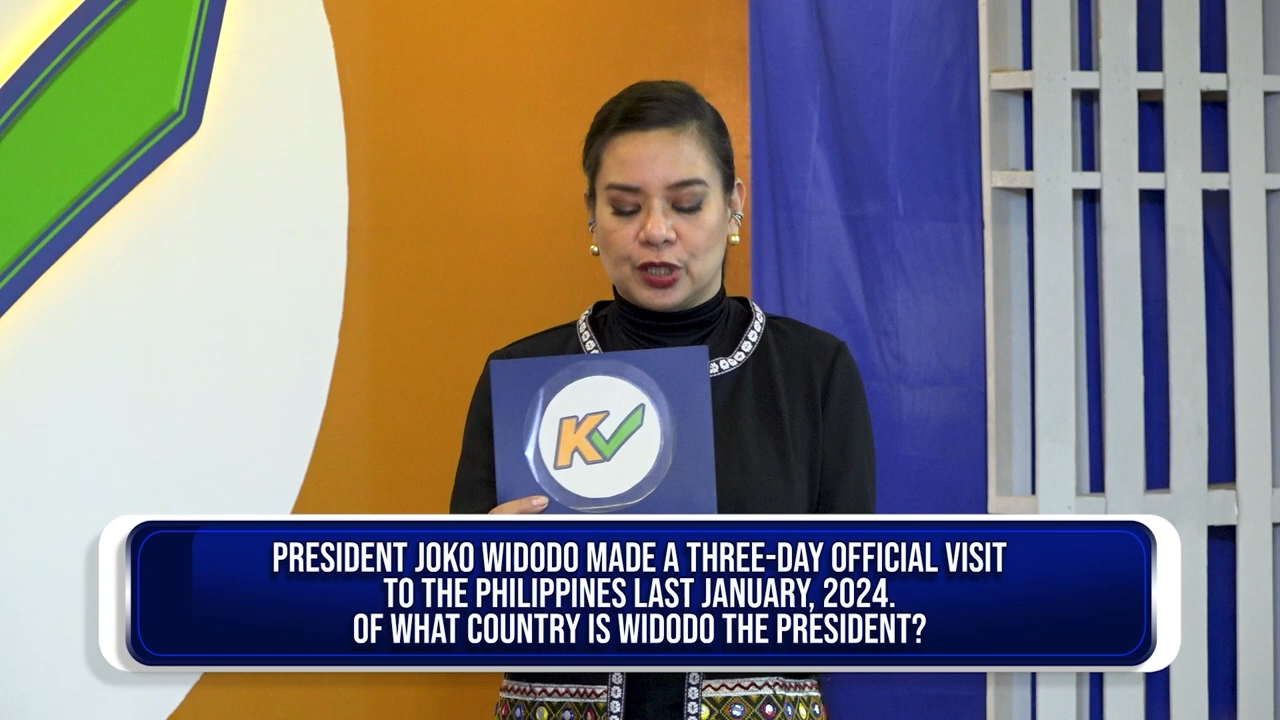 K
PRESIDENT JOKO WIDODO MADE A THREE-DAY OFFICIAL VISIT
TO THE PHILIPPINES LAST JANUARY, 2024.
OF WHAT COUNTRY IS WIDODO THE PRESIDENT?